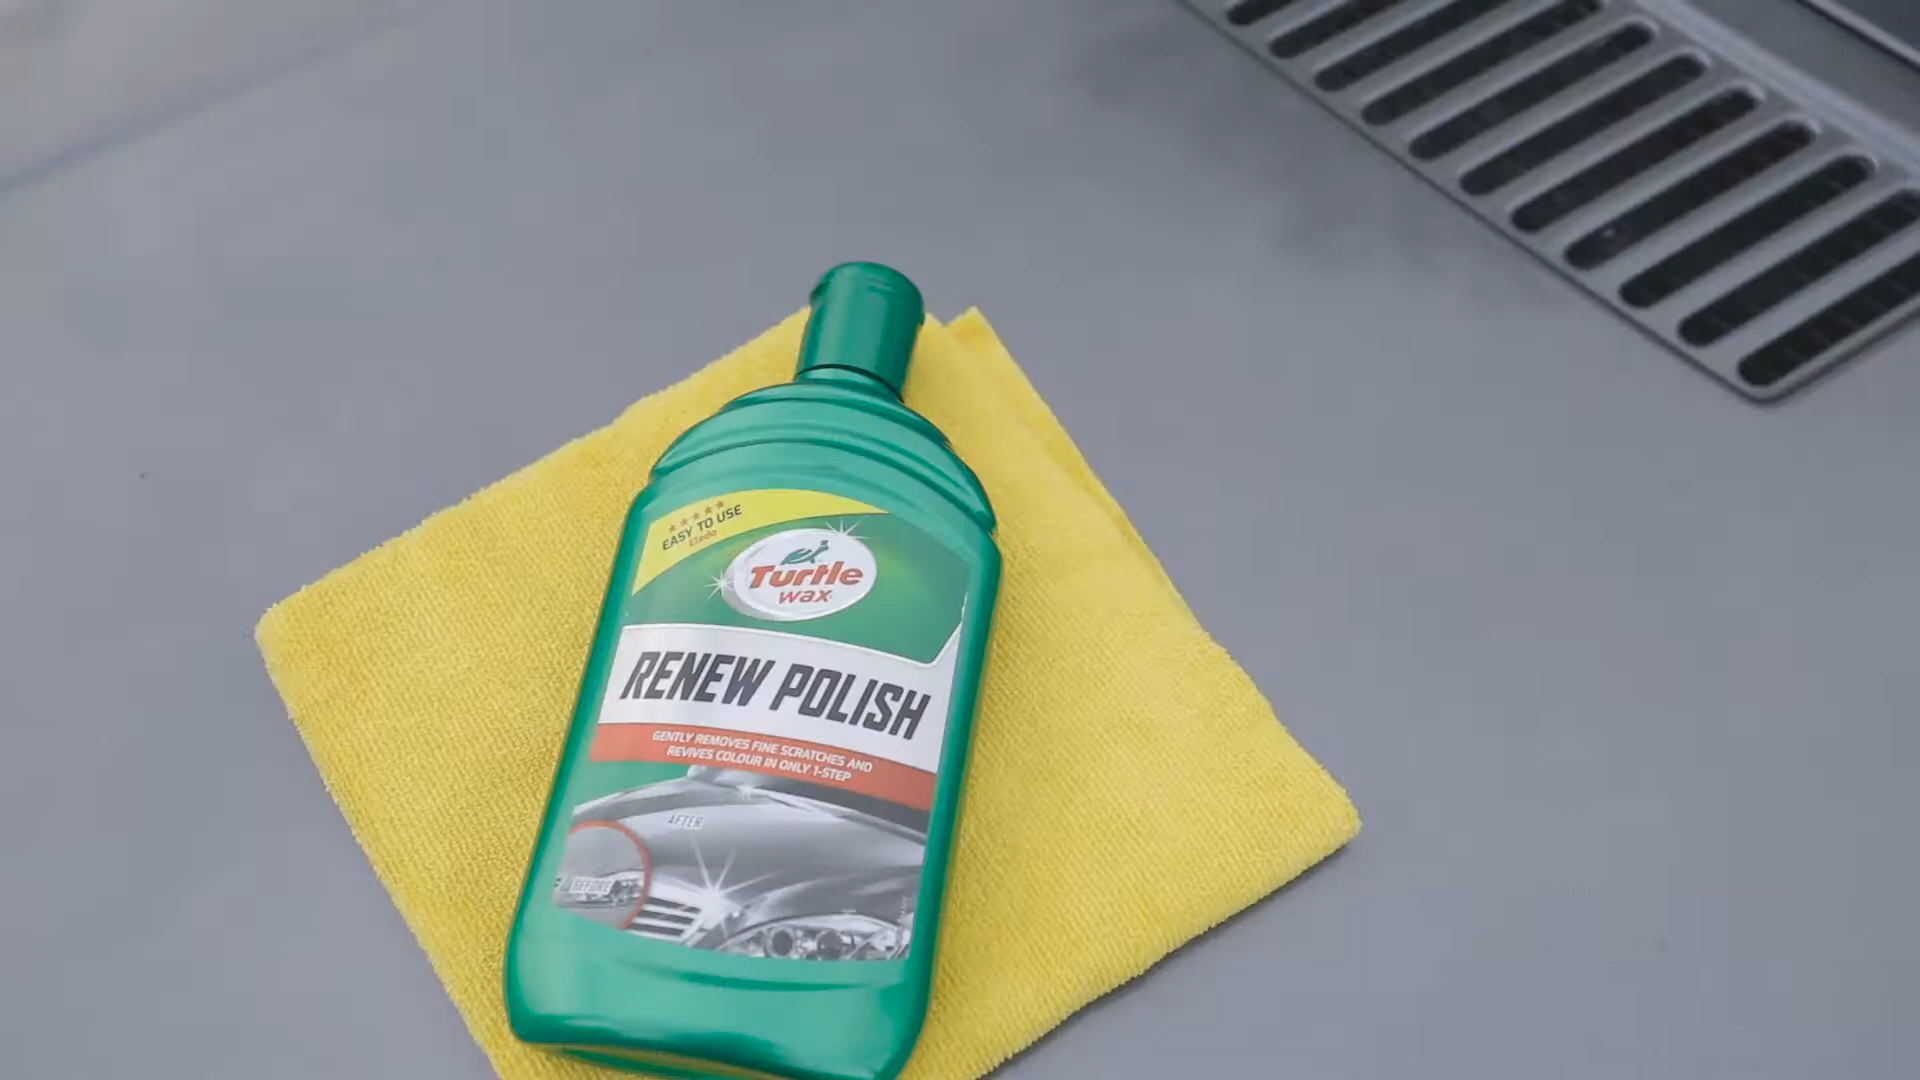 EASY TO USE
Turtle
wax
RENEW POLISH
GENTLY REMOVES FINE SCRATCHES AND
REVIVES COLOUR IN ONLY 1-STEP
AFTER
BEFORE